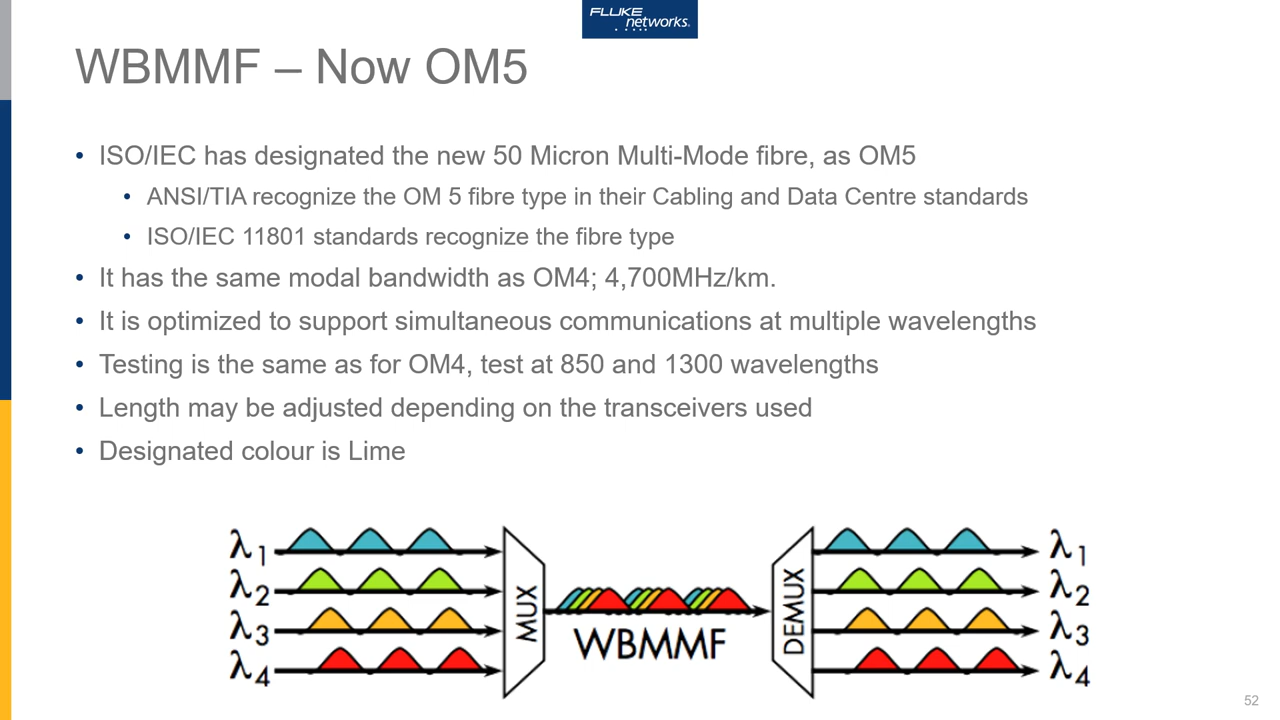 FLUKE
networks®
WBMMF – Now OM5
• ISO/IEC has designated the new 50 Micron Multi-Mode fibre, as OM5
• ANSI/TIA recognize the OM 5 fibre type in their Cabling and Data Centre standards
• ISO/IEC 11801 standards recognize the fibre type
• It has the same modal bandwidth as OM4; 4,700MHz/km.
• It is optimized to support simultaneous communications at multiple wavelengths
• Testing is the same as for OM4, test at 850 and 1300 wavelengths
• Length may be adjusted depending on the transceivers used
• Designated colour is Lime
λ1
λ2
λ3
λ4
MUX
WBMMF
DEMUX
λ1
λ2
λ3
λ4
52